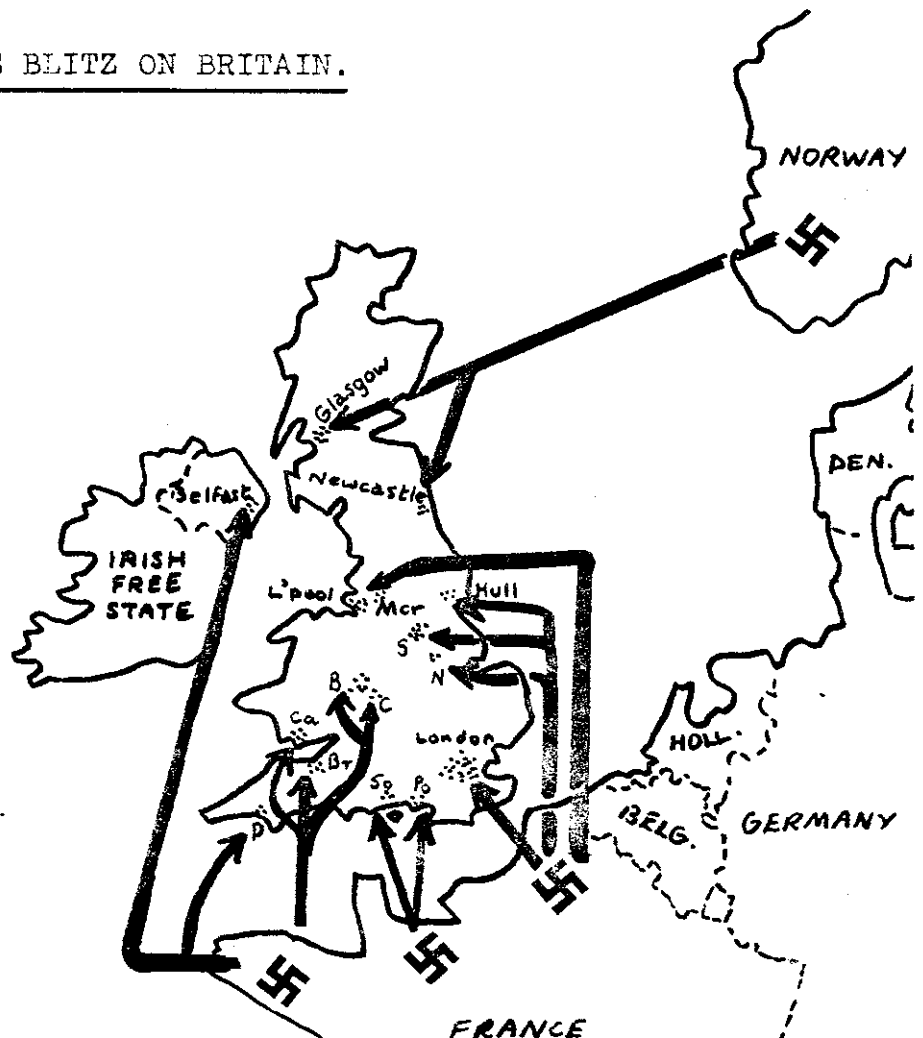 BLITZ ON BRITAIN.
NORWAY
Glasgow
DEN.
Newcastle
Belfast
IRISH
FREE
STATE
L'pool
Mcr
Hull
S
N
B
C
Ca
London
HOLL.
Br
Sp
Po
BELG.
GERMANY
P
FRANCE